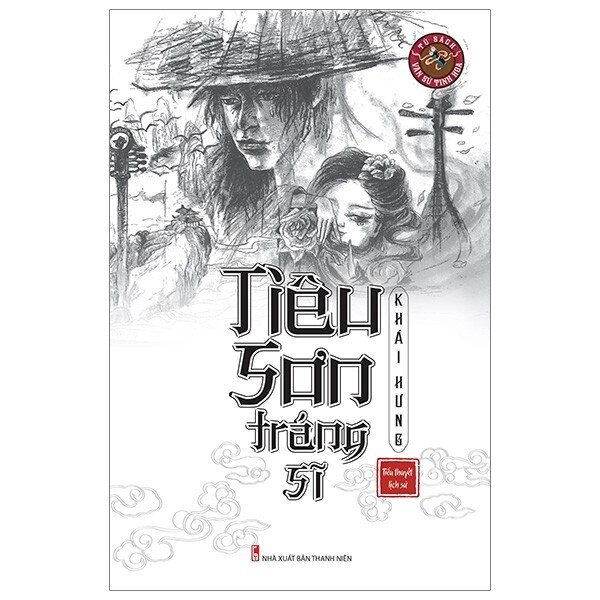 TỦ SÁCH
VĂN SỬ TINH HOA
Tiêu
Sơn
tráng
sĩ
KHÁI HƯNG
Tiểu thuyết
lịch sử
NHÀ XUẤT BẢN THANH NIÊN